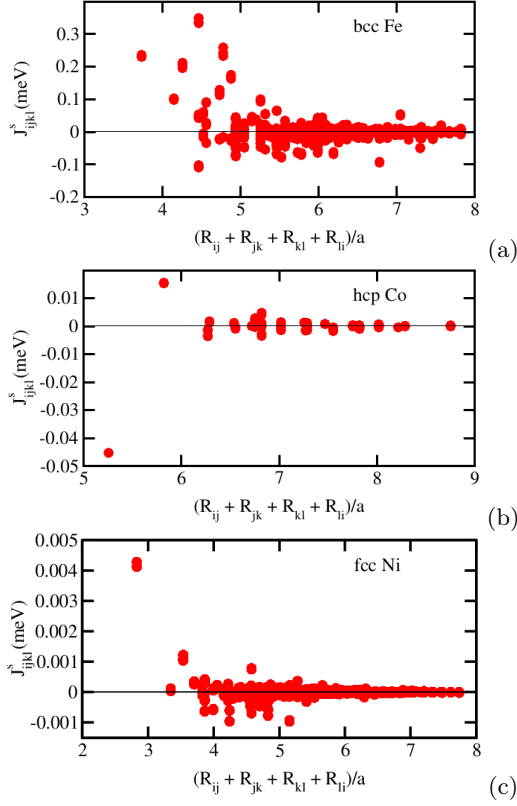 bcc Fe
J^s_ijkl (meV)
0.3
0.2
0.1
0
-0.1
-0.2
3 4 5 6 7 8
(R_ij + R_jk + R_kl + R_li)/a
(a)
hcp Co
J^s_ijkl (meV)
0.01
0
-0.01
-0.02
-0.03
-0.04
-0.05
5 6 7 8 9
(R_ij + R_jk + R_kl + R_li)/a
(b)
fcc Ni
J^s_ijkl (meV)
0.005
0.004
0.003
0.002
0.001
0
-0.001
2 3 4 5 6 7 8
(R_ij + R_jk + R_kl + R_li)/a
(c)